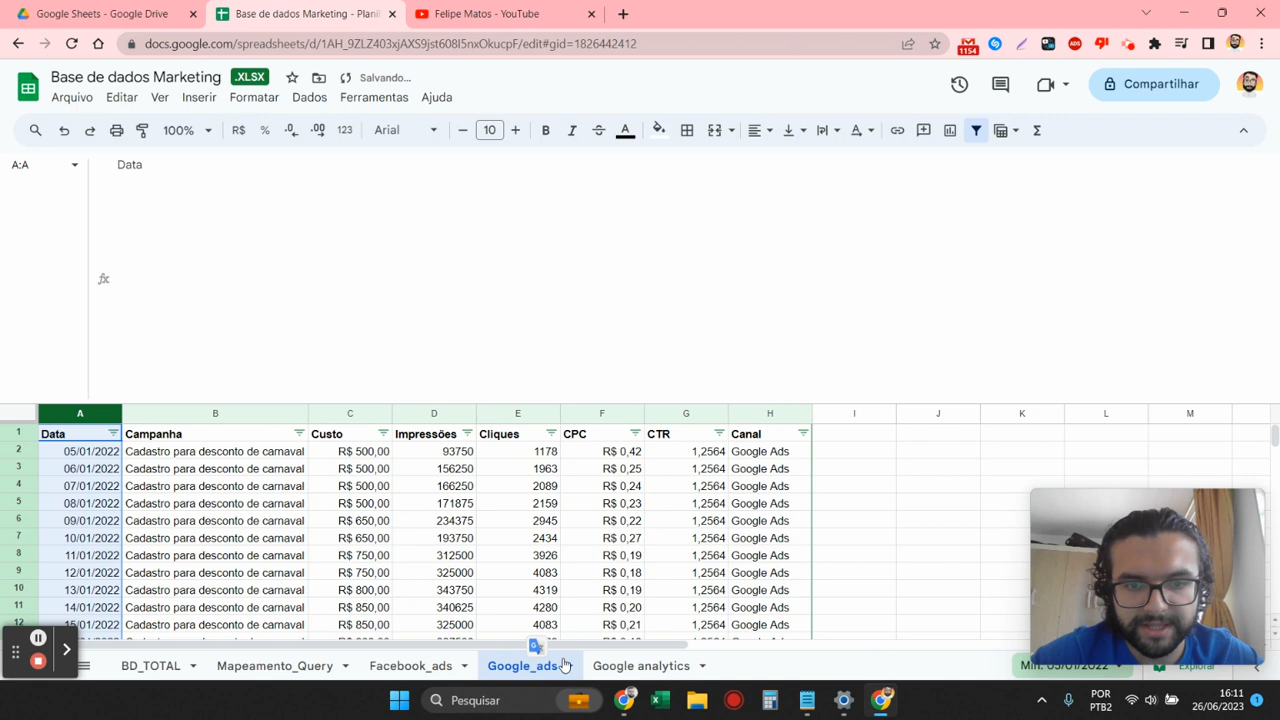 Google Sheets - Google Drive
Base de dados Marketing - Planil
Felipe Matos - YouTube
docs.google.com/spreadsheets/d/1AH_9ZLZ403xjAXS9jst608I5nxOkucpF/edit#gid=1826442412
1154
ADS
Base de dados Marketing .XLSX Salvando...
Arquivo Editar Ver Inserir Formatar Dados Ferramentas Ajuda
Compartilhar
100% R$ % .0 .00 123 Arial 10
A:A Data
fx
A B C D E F G H I J K L M
1 Data Campanha Custo Impressões Cliques CPC CTR Canal
2 05/01/2022 Cadastro para desconto de carnaval R$ 500,00 93750 1178 R$ 0,42 1,2564 Google Ads
3 06/01/2022 Cadastro para desconto de carnaval R$ 500,00 156250 1963 R$ 0,25 1,2564 Google Ads
4 07/01/2022 Cadastro para desconto de carnaval R$ 500,00 166250 2089 R$ 0,24 1,2564 Google Ads
5 08/01/2022 Cadastro para desconto de carnaval R$ 500,00 171875 2159 R$ 0,23 1,2564 Google Ads
6 09/01/2022 Cadastro para desconto de carnaval R$ 650,00 234375 2945 R$ 0,22 1,2564 Google Ads
7 10/01/2022 Cadastro para desconto de carnaval R$ 650,00 193750 2434 R$ 0,27 1,2564 Google Ads
8 11/01/2022 Cadastro para desconto de carnaval R$ 750,00 312500 3926 R$ 0,19 1,2564 Google Ads
9 12/01/2022 Cadastro para desconto de carnaval R$ 750,00 325000 4083 R$ 0,18 1,2564 Google Ads
10 13/01/2022 Cadastro para desconto de carnaval R$ 800,00 343750 4319 R$ 0,19 1,2564 Google Ads
11 14/01/2022 Cadastro para desconto de carnaval R$ 850,00 340625 4280 R$ 0,20 1,2564 Google Ads
12 15/01/2022 Cadastro para desconto de carnaval R$ 850,00 325000 4083 R$ 0,21 1,2564 Google Ads
BD_TOTAL Mapeamento_Query Facebook_ads Google_ads Google analytics Mín: 05/01/2022 Explorar
Pesquisar
POR
PTB2
16:11
26/06/2023
1